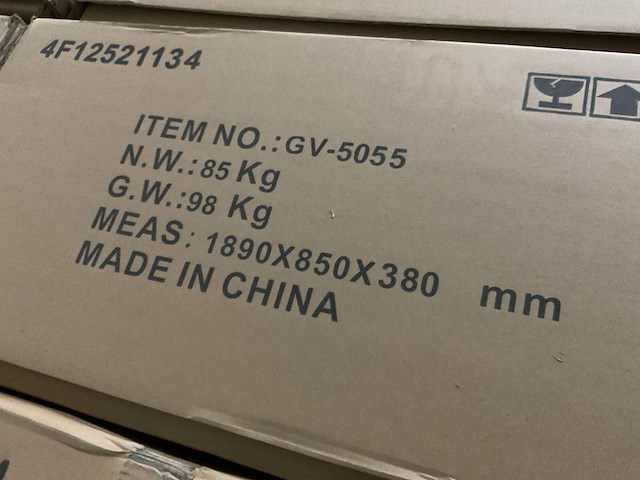 4F12521134
ITEM NO.:GV-5055
N.W.:85 Kg
G.W.:98 Kg
MEAS: 1890X850X380 mm
MADE IN CHINA